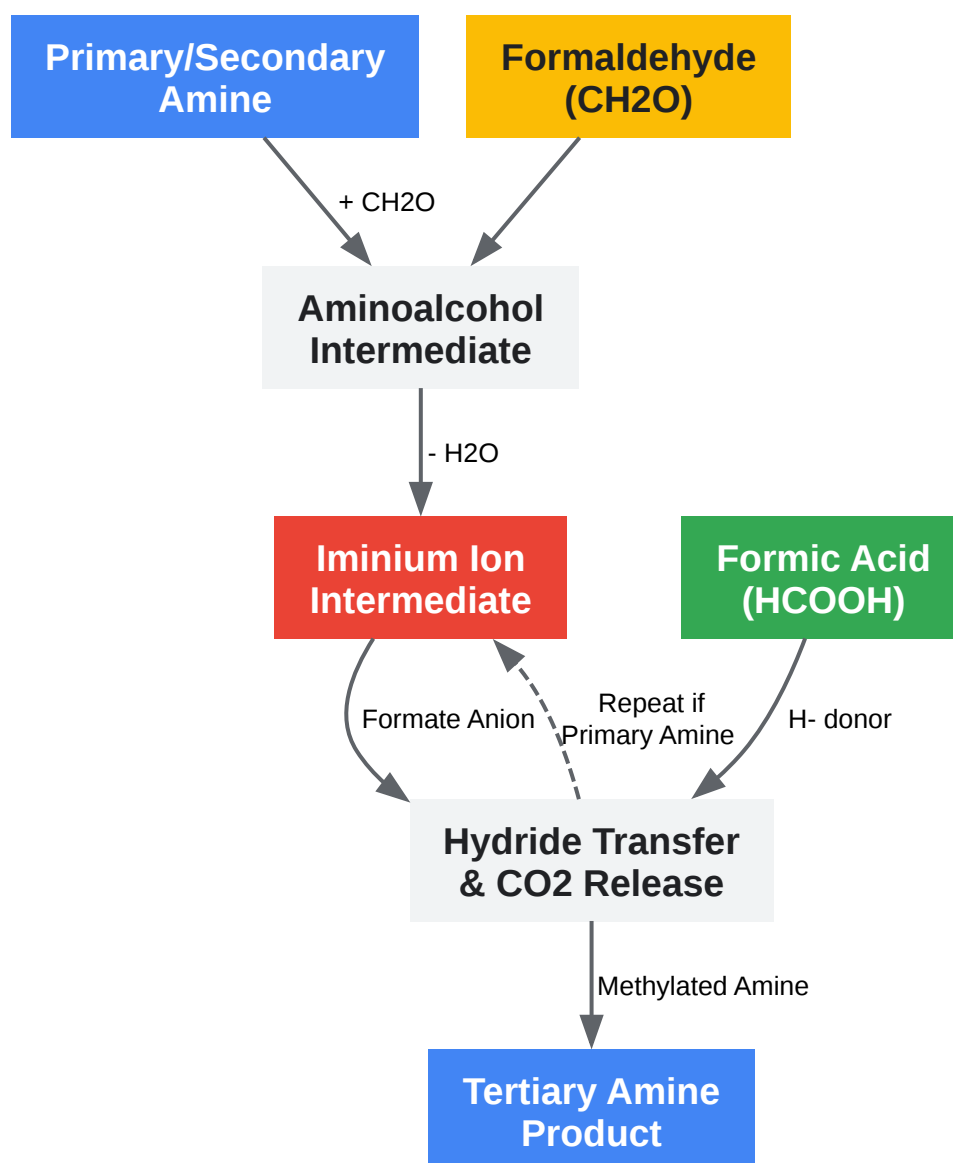 Primary/Secondary
Amine
Formaldehyde
(CH2O)
+ CH2O
Aminoalcohol
Intermediate
- H2O
Iminium Ion
Intermediate
Formic Acid
(HCOOH)
Formate Anion
Repeat if
Primary Amine
H- donor
Hydride Transfer
& CO2 Release
Methylated Amine
Tertiary Amine
Product